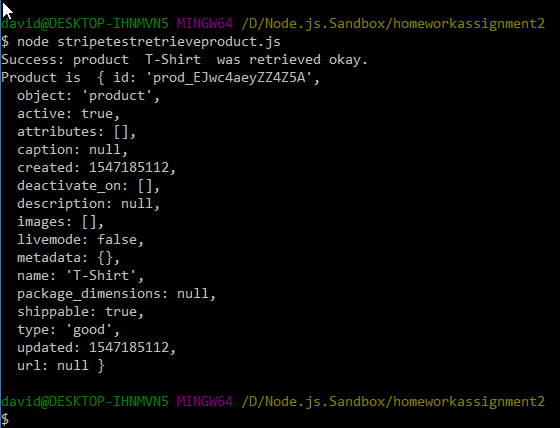 david@DESKTOP-IHNMVN5 MINGW64 /D/Node.js.Sandbox/homeworkassignment2
$ node stripetestretrieveproduct.js
Success: product  T-Shirt  was retrieved okay.
Product is  { id: 'prod_EJwc4aeyZZ4Z5A',
  object: 'product',
  active: true,
  attributes: [],
  caption: null,
  created: 1547185112,
  deactivate_on: [],
  description: null,
  images: [],
  livemode: false,
  metadata: {},
  name: 'T-Shirt',
  package_dimensions: null,
  shippable: true,
  type: 'good',
  updated: 1547185112,
  url: null }
david@DESKTOP-IHNMVN5 MINGW64 /D/Node.js.Sandbox/homeworkassignment2
$